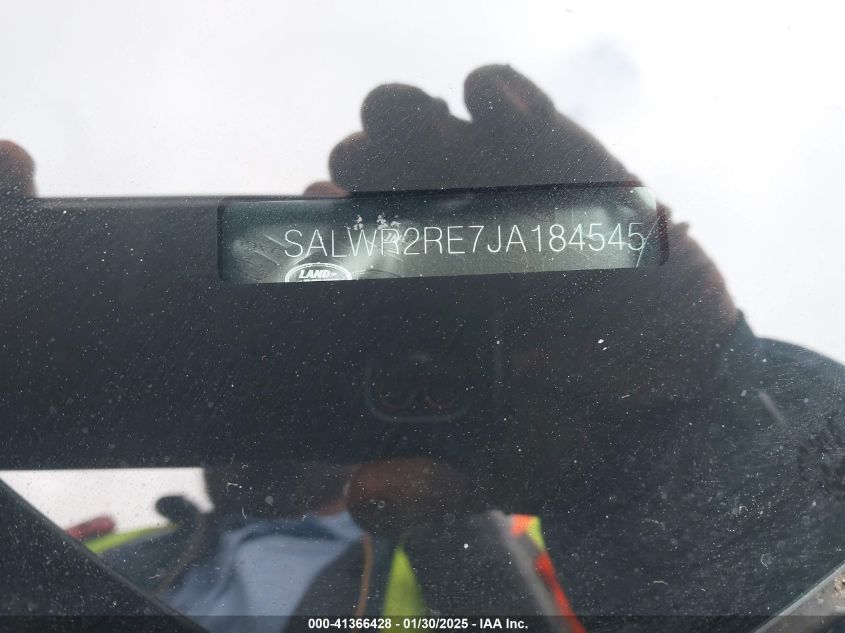 SALWR2RE7JA184545
LAND
000-41366428 - 01/30/2025 - IAA Inc.